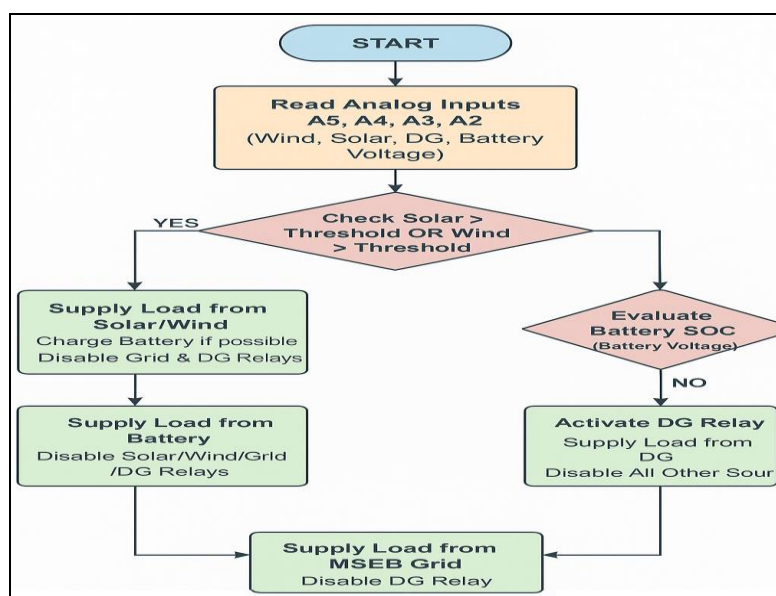 START
Read Analog Inputs
A5, A4, A3, A2
(Wind, Solar, DG, Battery
Voltage)
YES
Check Solar >
Threshold OR Wind
> Threshold
Supply Load from
Solar/Wind
Charge Battery if possible
Disable Grid & DG Relays
Evaluate
Battery SOC
(Battery Voltage)
NO
Supply Load from
Battery
Disable Solar/Wind/Grld
/DG Relays
Activate DG Relay
Supply Load from
DG
Disable All Other Sour
Supply Load from
MSEB Grid
Disable DG Relay